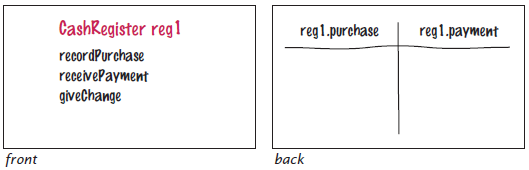 CashRegister reg1
recordPurchase
receivePayment
giveChange
front
reg1.purchase reg1.payment
back